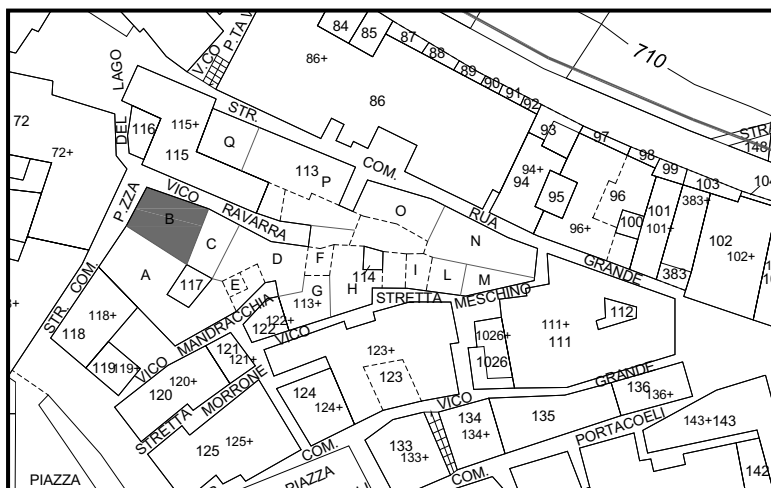 84
85
87
88
89
90
91
92
710
V.CO
P.TA V
86+
86
72
72+
DEL LAGO
116
115+
115
STR. COM. RUA GRANDE
Q
113
P
93
94+
94
95
97
98
99
96
96+
100
101
101+
383+
383
103
104
102
102+
STRA
148
P.ZZA
VICO RAVARRA
B
C
A
117
D
E
F
G
113+
H
114
I
L
M
N
O
STR. COM.
118+
118
119
119+
VICO MANDRACCHIA
122+
122
121
121+
VICO
STRETTA MESCHINO
1026+
1026
111+
111
112
123+
123
120+
120
STRETTA MORRONE
124
124+
125
125+
COM.
VICO GRANDE
134
134+
135
136
136+
133
133+
COM. PORTACOELI
143+
143
142
PIAZZA
PIAZZA